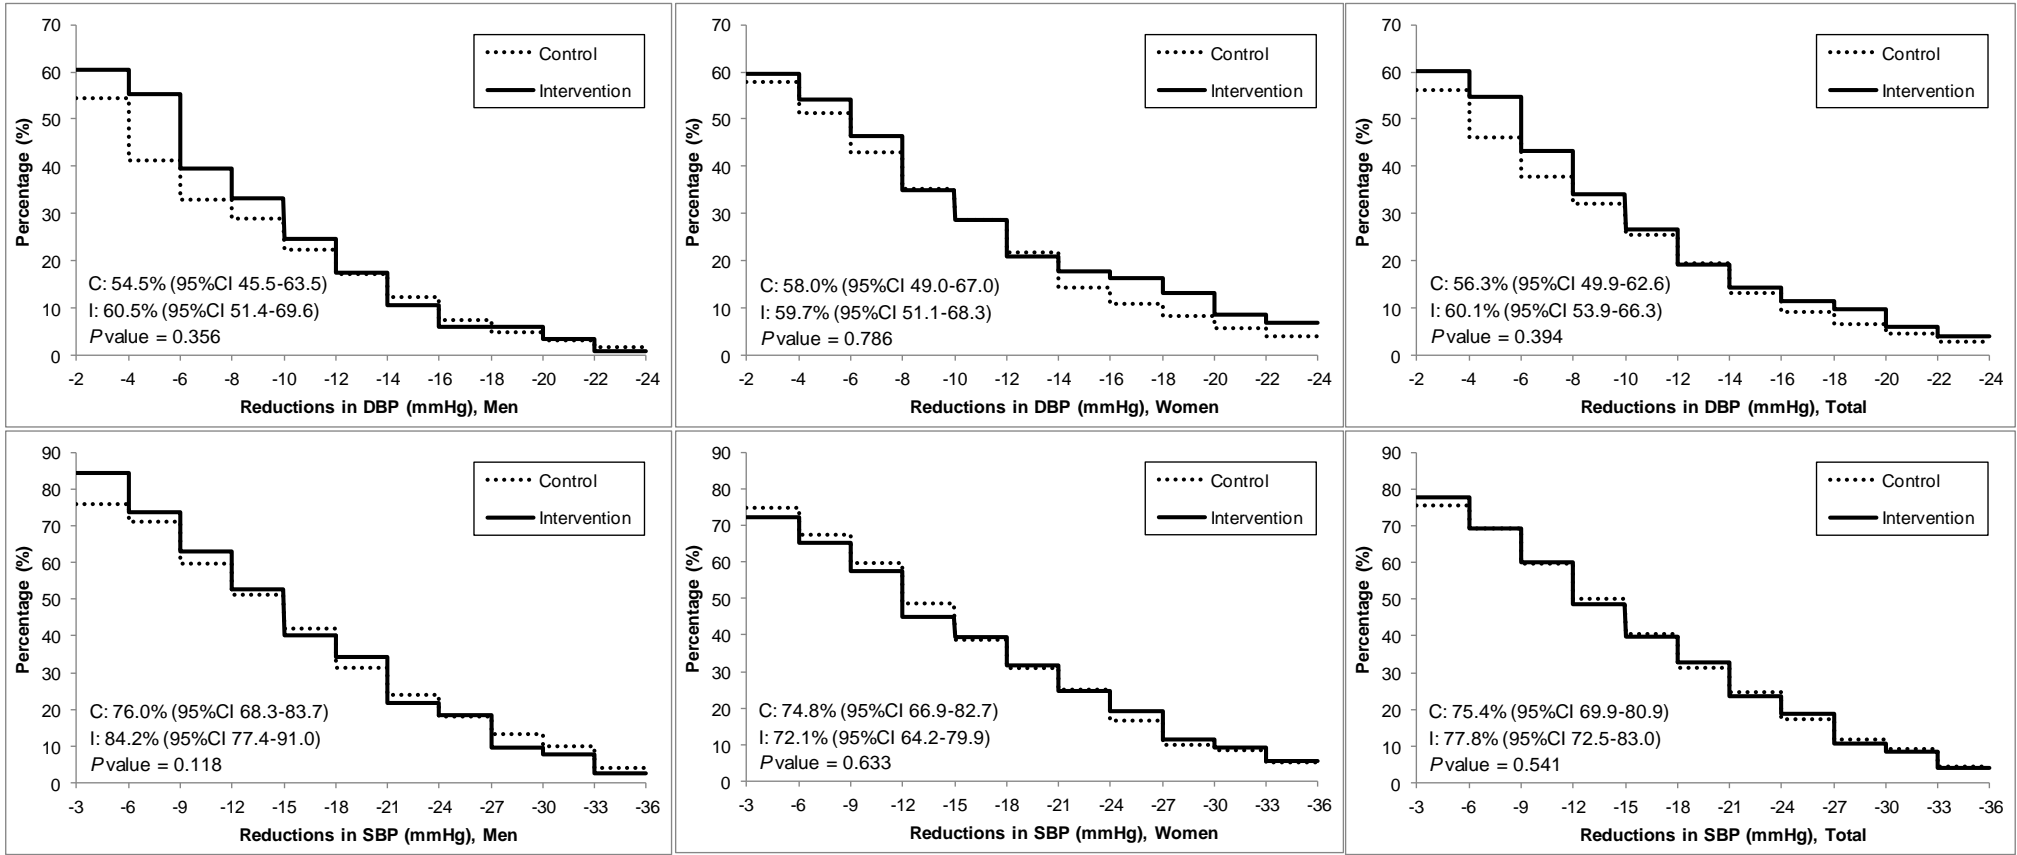 70
60
50
40
30
20
10
0
Percentage (%)
Control
Intervention
C: 54.5% (95%CI 45.5-63.5)
I: 60.5% (95%CI 51.4-69.6)
P value = 0.356
-2 -4 -6 -8 -10 -12 -14 -16 -18 -20 -22 -24
Reductions in DBP (mmHg), Men
70
60
50
40
30
20
10
0
Percentage (%)
Control
Intervention
C: 58.0% (95%CI 49.0-67.0)
I: 59.7% (95%CI 51.1-68.3)
P value = 0.786
-2 -4 -6 -8 -10 -12 -14 -16 -18 -20 -22 -24
Reductions in DBP (mmHg), Women
70
60
50
40
30
20
10
0
Percentage (%)
Control
Intervention
C: 56.3% (95%CI 49.9-62.6)
I: 60.1% (95%CI 53.9-66.3)
P value = 0.394
-2 -4 -6 -8 -10 -12 -14 -16 -18 -20 -22 -24
Reductions in DBP (mmHg), Total
90
80
70
60
50
40
30
20
10
0
Percentage (%)
Control
Intervention
C: 76.0% (95%CI 68.3-83.7)
I: 84.2% (95%CI 77.4-91.0)
P value = 0.118
-3 -6 -9 -12 -15 -18 -21 -24 -27 -30 -33 -36
Reductions in SBP (mmHg), Men
90
80
70
60
50
40
30
20
10
0
Percentage (%)
Control
Intervention
C: 74.8% (95%CI 66.9-82.7)
I: 72.1% (95%CI 64.2-79.9)
P value = 0.633
-3 -6 -9 -12 -15 -18 -21 -24 -27 -30 -33 -36
Reductions in SBP (mmHg), Women
90
80
70
60
50
40
30
20
10
0
Percentage (%)
Control
Intervention
C: 75.4% (95%CI 69.9-80.9)
I: 77.8% (95%CI 72.5-83.0)
P value = 0.541
-3 -6 -9 -12 -15 -18 -21 -24 -27 -30 -33 -36
Reductions in SBP (mmHg), Total